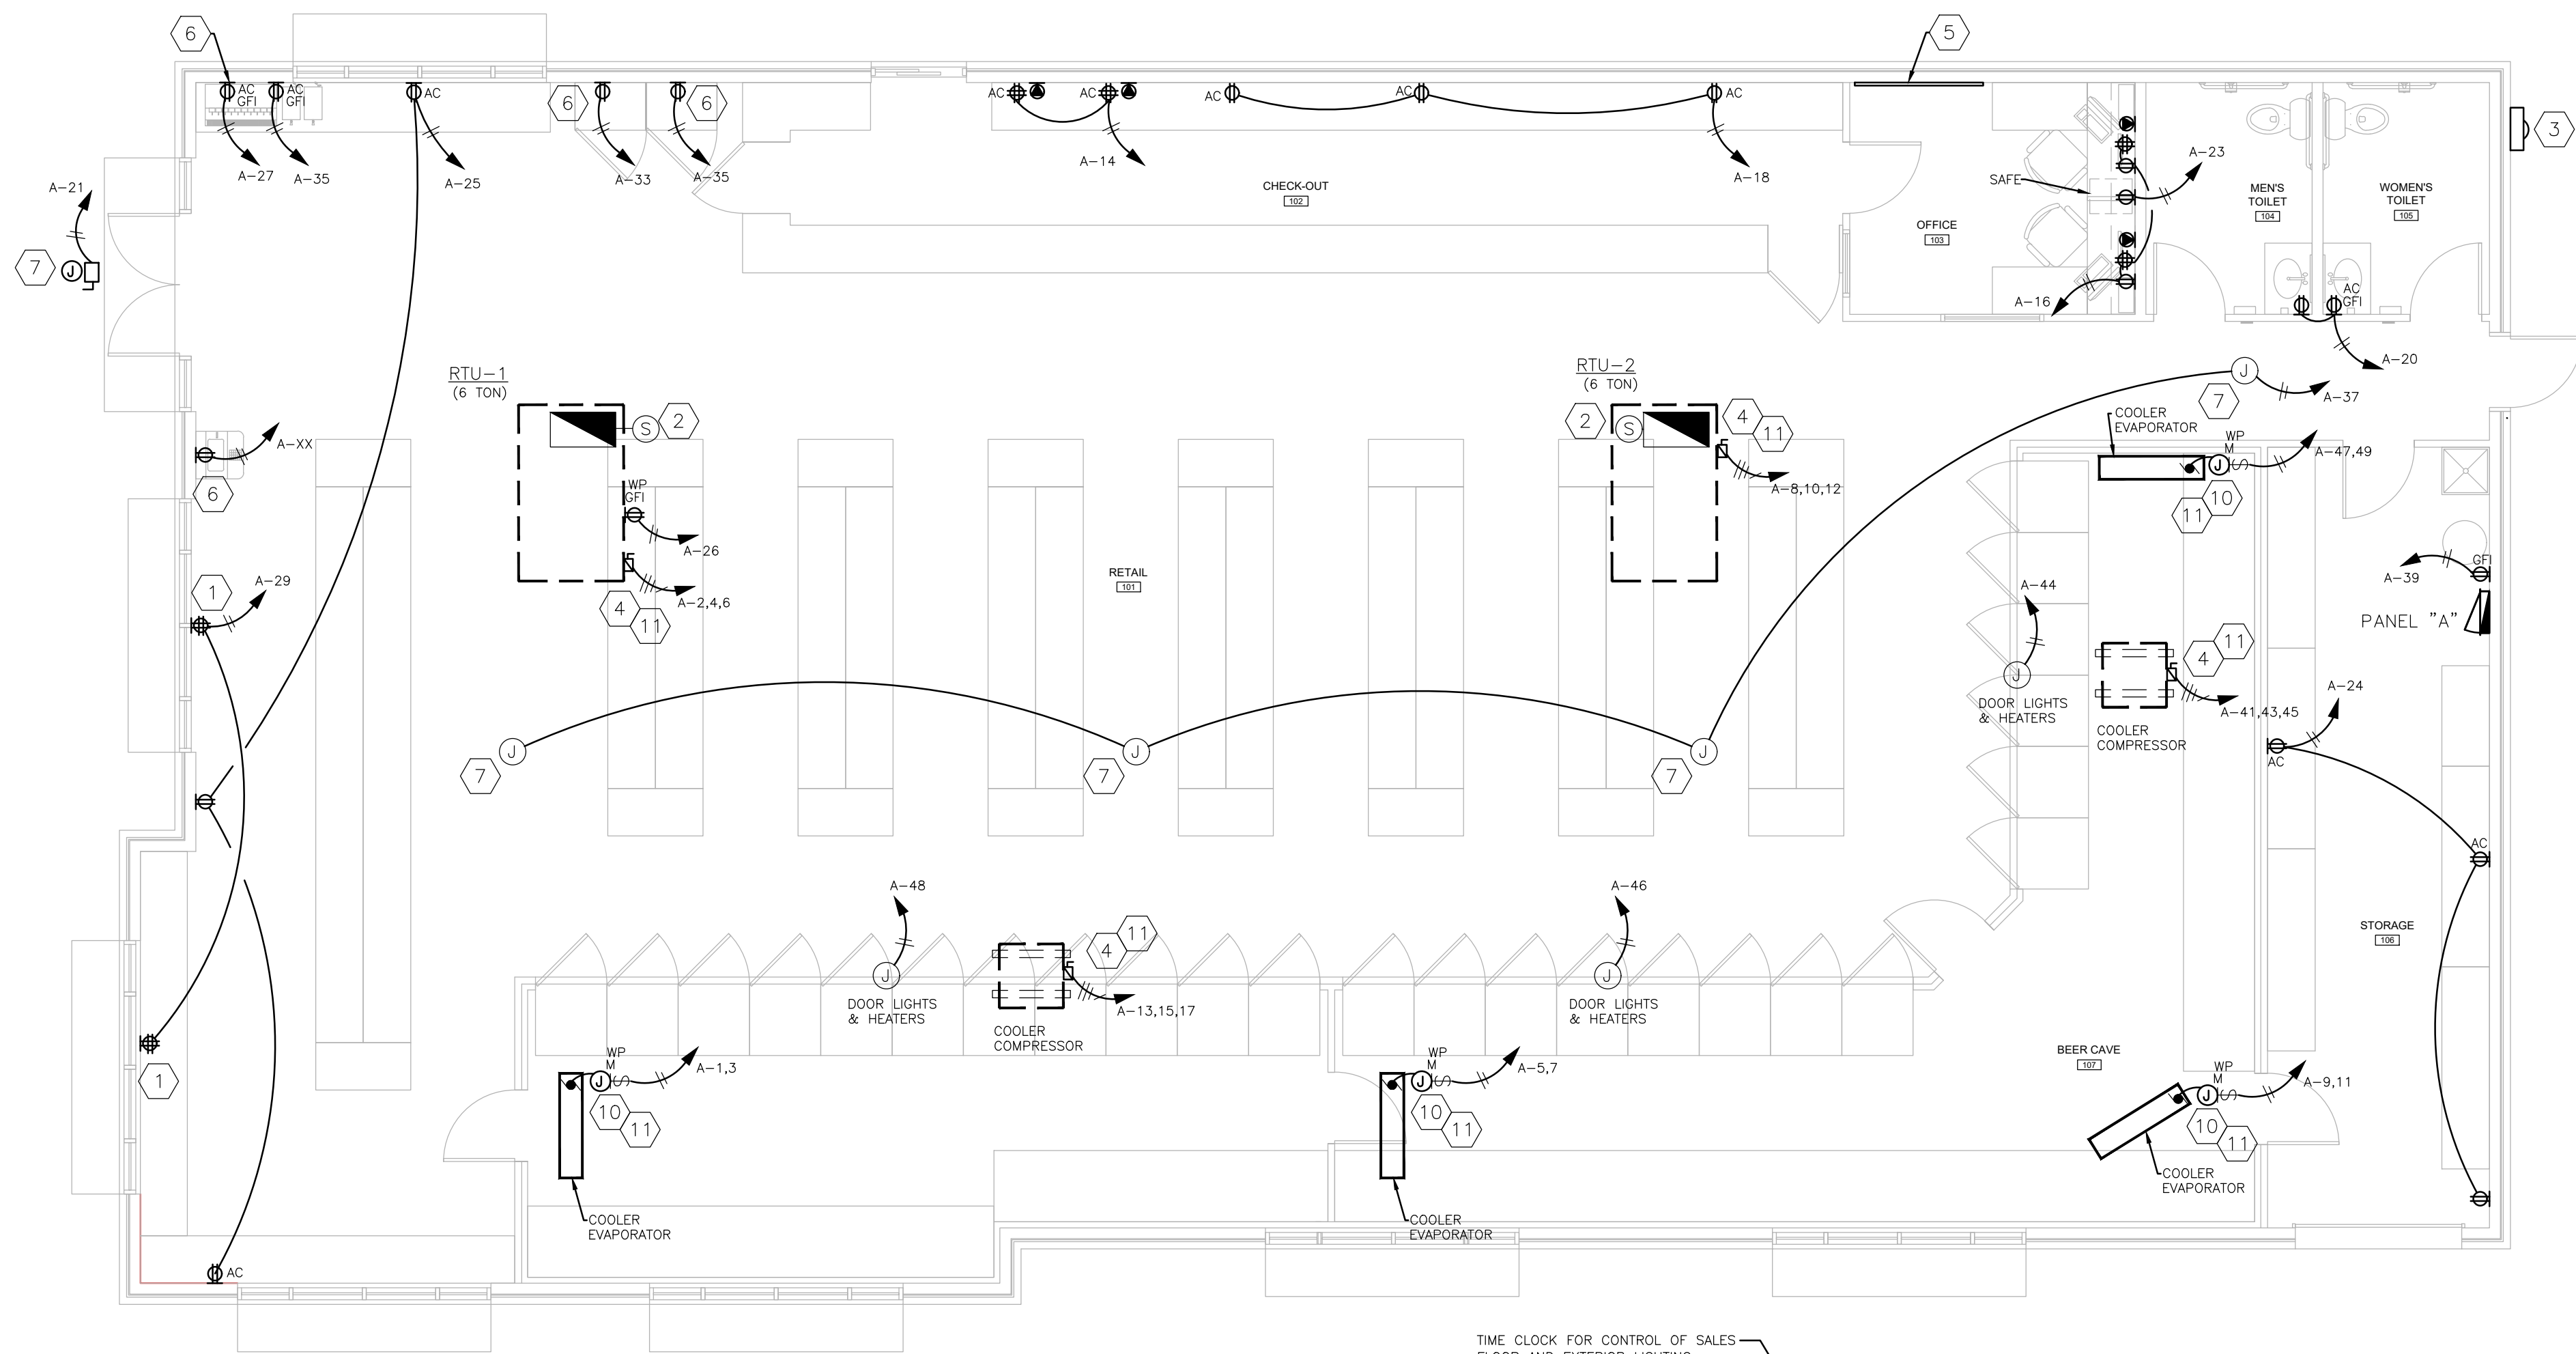 6
5
AC
GFI
AC
GFI
AC
6
6
AC
AC
AC
AC
AC
3
A-27
A-35
A-25
A-33
A-35
A-14
A-18
A-23
A-21
SAFE
CHECK-OUT
102
MEN'S
TOILET
104
WOMEN'S
TOILET
105
OFFICE
103
7
J
A-16
AC
GFI
A-20
RTU-1
(6 TON)
RTU-2
(6 TON)
J
A-37
7
S
2
2
S
4
11
COOLER
EVAPORATOR
A-XX
WP
M
J
S
A-47,49
6
A-8,10,12
10
11
WP
GFI
A-26
RETAIL
101
GFI
A-39
1
A-29
4
11
A-2,4,6
A-44
PANEL "A"
11
4
J
DOOR LIGHTS
& HEATERS
A-24
A-41,43,45
COOLER
COMPRESSOR
J
J
J
7
7
7
AC
AC
A-48
A-46
STORAGE
106
11
4
J
J
DOOR LIGHTS
& HEATERS
A-13,15,17
DOOR LIGHTS
& HEATERS
COOLER
COMPRESSOR
BEER CAVE
107
WP
M
J
S
A-1,3
WP
M
J
S
A-5,7
WP
M
J
S
A-9,11
1
10
11
10
11
10
11
COOLER
EVAPORATOR
COOLER
EVAPORATOR
COOLER
EVAPORATOR
AC
TIME CLOCK FOR CONTROL OF SALES
FLOOR AND EXTERIOR LIGHTING